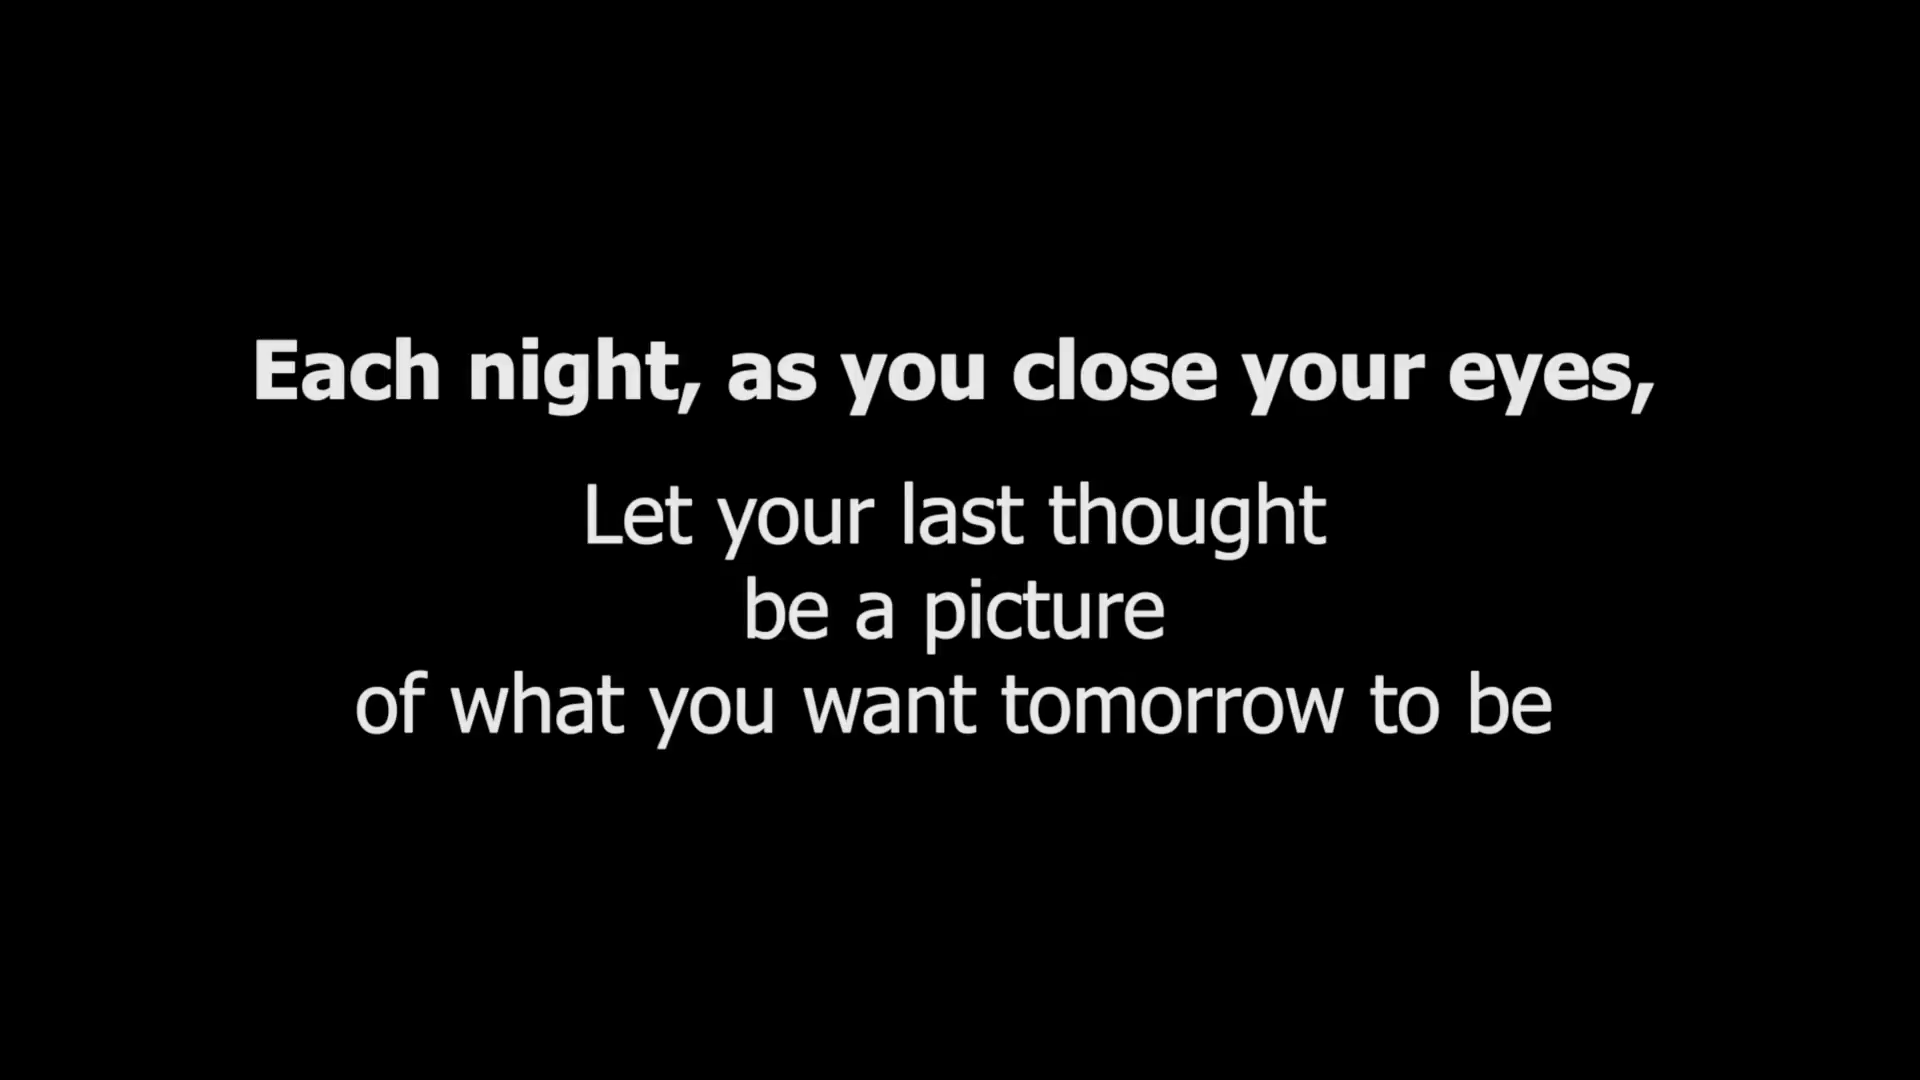 Each night, as you close your eyes,
Let your last thought
be a picture
of what you want tomorrow to be